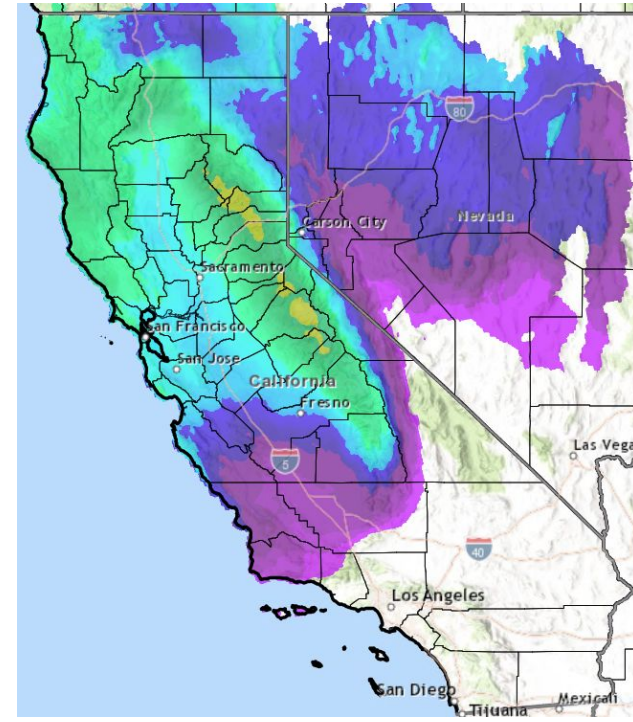 80
Carson City
Nevada
Sacramento
San Francisco
San Jose
California
Fresno
5
Las Vega
40
Los Angeles
San Diego
Tijuana
Mexicali